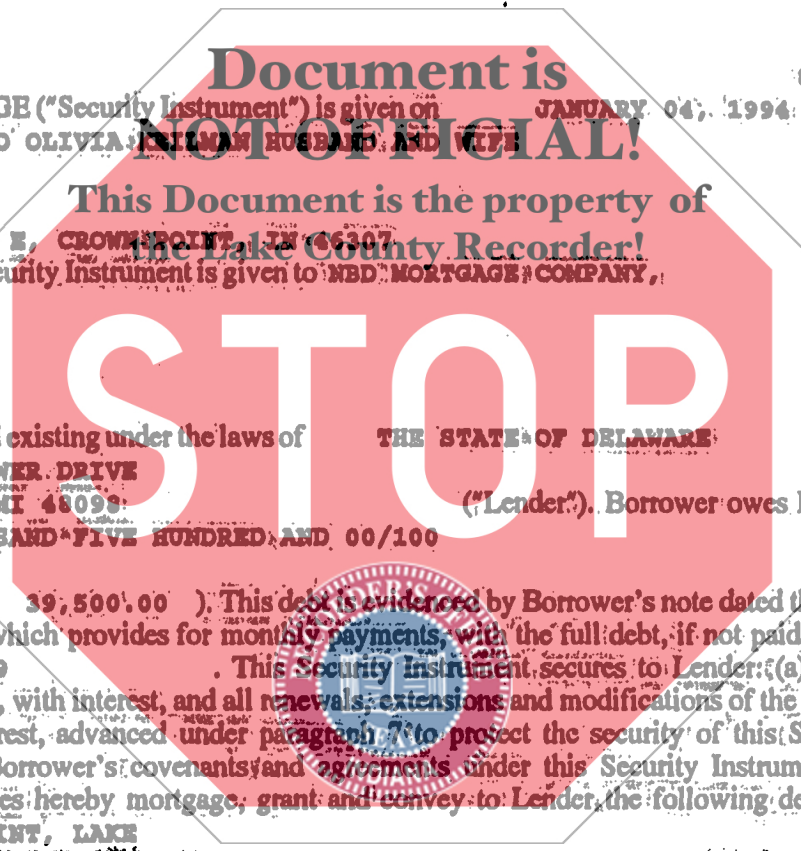 Document is
GE ("Security Instrument") is given on JANUARY 04, 1994
NOT OFFICIAL!
OLIVIA HUSBAND AND WIFE
This Document is the property of
E, CROWN POINT, IN 46307
the Lake County Recorder!
urity Instrument is given to NBD MORTGAGE COMPANY,
STOP
existing under the laws of THE STATE OF DELAWARE
DRIVE
MI 48098 ("Lender"). Borrower owes
AND FIVE HUNDRED AND 00/100
39,500.00 ). This debt is evidenced by Borrower's note dated
which provides for monthly payments, with the full debt, if not paid
9 . This Security Instrument secures to Lender: (a)
, with interest, and all renewals, extensions and modifications of the
rest, advanced under paragraph 7 to protect the security of this S
Borrower's covenants and agreements under this Security Instrum
es hereby mortgage, grant and convey to Lender, the following de
INT, LAKE